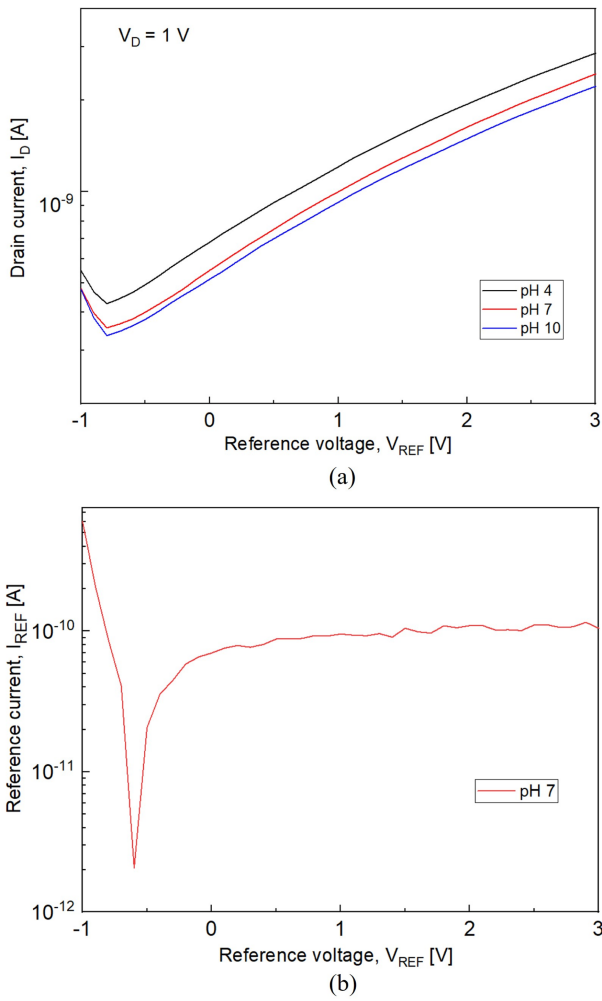 V_D = 1 V
Drain current, I_D [A]
10^-9
pH 4
pH 7
pH 10
-1 0 1 2 3
Reference voltage, V_REF [V]
(a)
Reference current, I_REF [A]
10^-10
10^-11
10^-12
pH 7
-1 0 1 2 3
Reference voltage, V_REF [V]
(b)